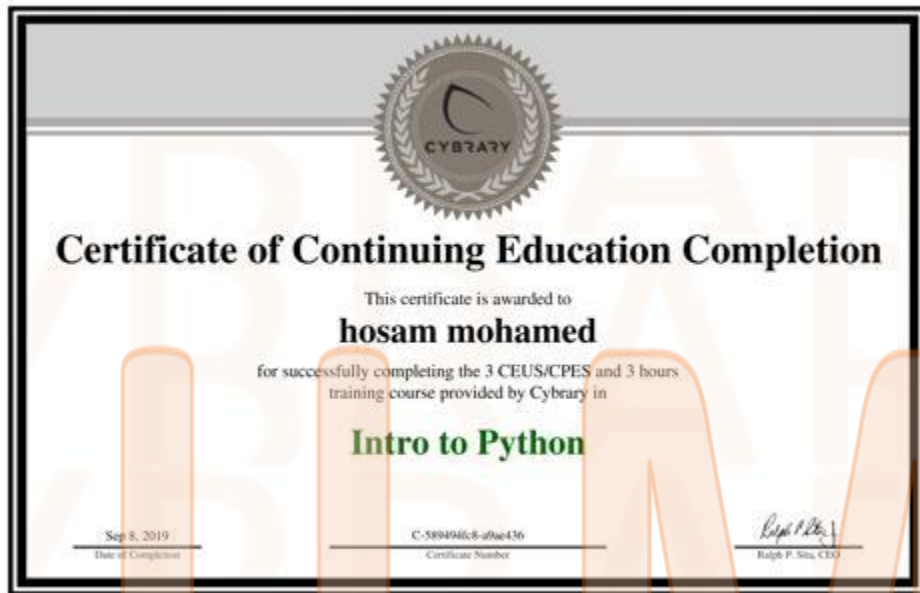 CYBRARY
Certificate of Continuing Education Completion
This certificate is awarded to
hosam mohamed
for successfully completing the 3 CEUS/CPES and 3 hours
training course provided by Cybrary in
Intro to Python
Sep 8, 2019
Date of Completion
C-589494fc8-a9ae436
Certificate Number
Ralph P. Sita, CEO